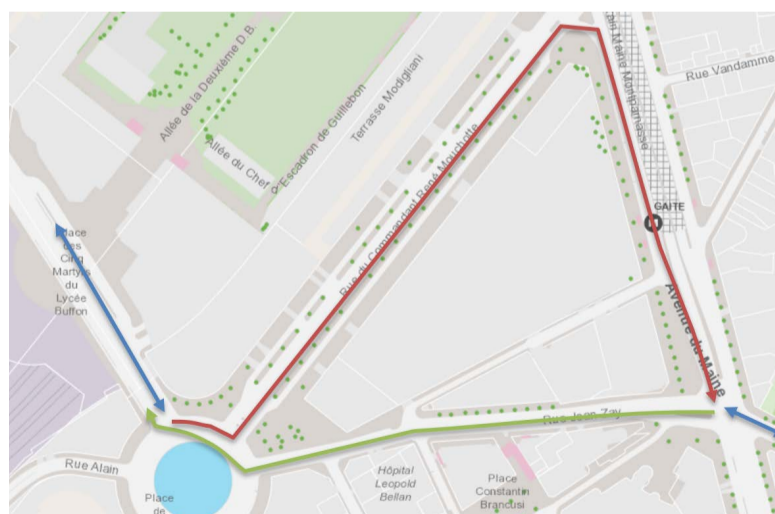 Allée de la Deuxième D.B.
Allée du Chef d'Escadron de Guillebon
Terrasse Modigliani
Rue du Commandant René Mouchotte
Maine Montparnasse
Rue Vandamme
GAITE
Avenue du Maine
Place
des
Cinq
Martyrs
du
Lycée
Buffon
Rue Jean Zay
Rue Alain
Hôpital
Leopold
Bellan
Place
Constantin
Brancusi
Place
de